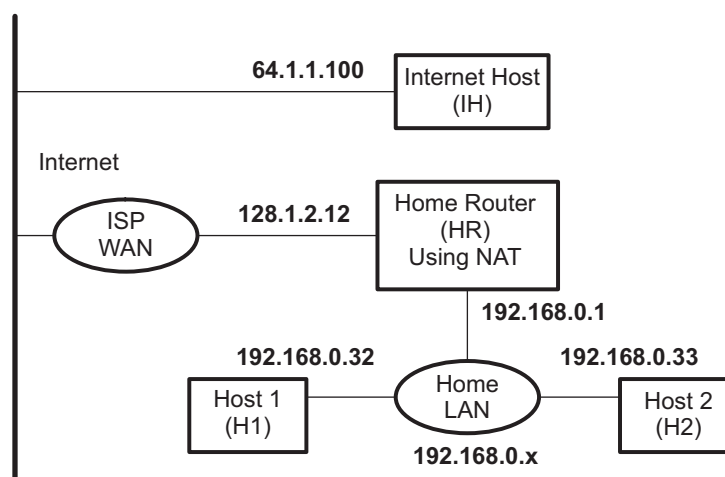 64.1.1.100
Internet Host
(IH)
Internet
ISP
WAN
128.1.2.12
Home Router
(HR)
Using NAT
192.168.0.1
192.168.0.32
192.168.0.33
Host 1
(H1)
Home
LAN
Host 2
(H2)
192.168.0.x